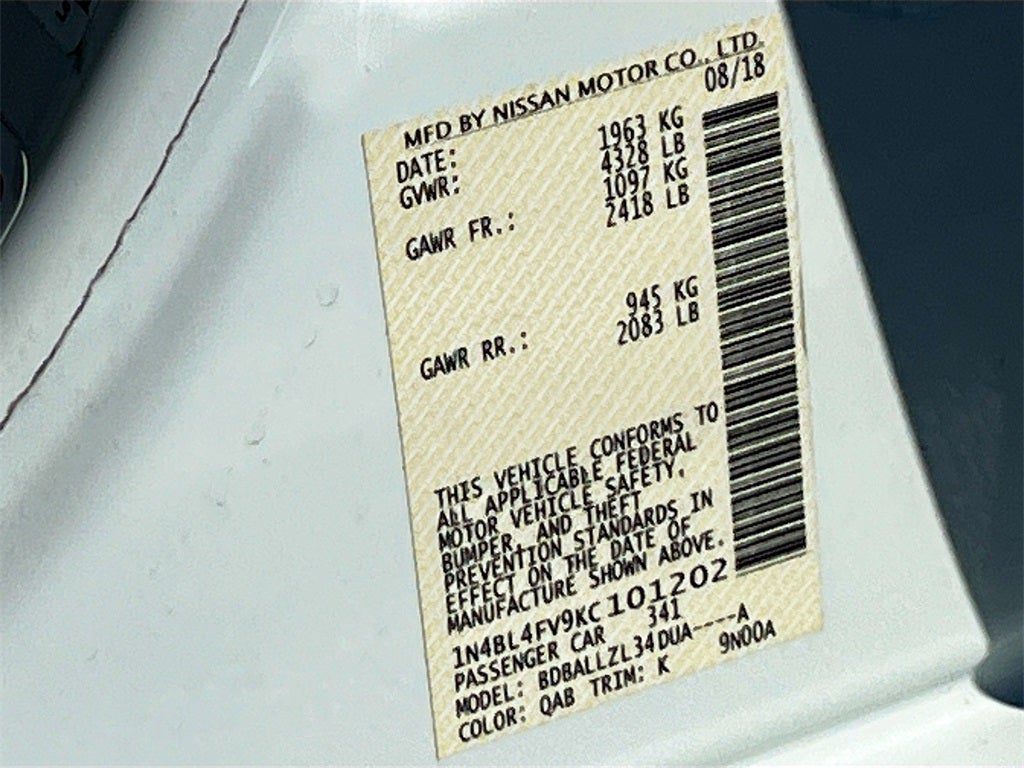 MFD BY NISSAN MOTOR CO., LTD.
DATE: 08/18
GVWR: 1963 KG
4328 LB
GAWR FR.: 1097 KG
2418 LB
GAWR RR.: 945 KG
2083 LB
THIS VEHICLE CONFORMS TO
ALL APPLICABLE FEDERAL
MOTOR VEHICLE SAFETY,
BUMPER, AND THEFT
PREVENTION STANDARDS IN
EFFECT ON THE DATE OF
MANUFACTURE SHOWN ABOVE.
1N4BL4FV9KC101202
PASSENGER CAR 341
MODEL: BDBALLZL34DUA----A
COLOR: QAB TRIM: K 9N00A